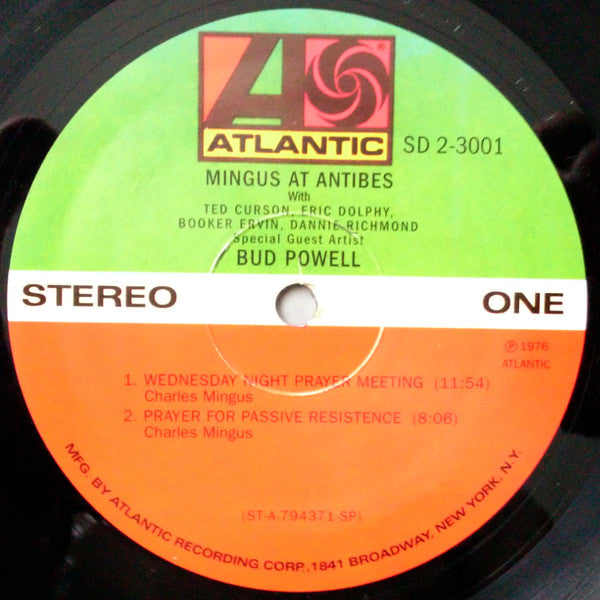 ATLANTIC
SD 2-3001
MINGUS AT ANTIBES
With
TED CURSON, ERIC DOLPHY,
BOOKER ERVIN, DANNIE RICHMOND
Special Guest Artist
BUD POWELL
STEREO
ONE
℗ 1976
ATLANTIC
1. WEDNESDAY NIGHT PRAYER MEETING (11:54)
Charles Mingus
2. PRAYER FOR PASSIVE RESISTENCE (8:06)
Charles Mingus
(ST-A-794371-SP)
MFG. BY ATLANTIC RECORDING CORP., 1841 BROADWAY, NEW YORK, N.Y.